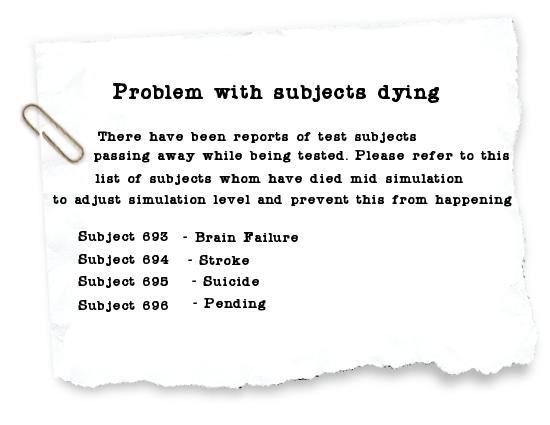 Problem with subjects dying
There have been reports of test subjects
passing away while being tested. Please refer to this
list of subjects whom have died mid simulation
to adjust simulation level and prevent this from happening
Subject 693 - Brain Failure
Subject 694 - Stroke
Subject 695 - Suicide
Subject 696 - Pending